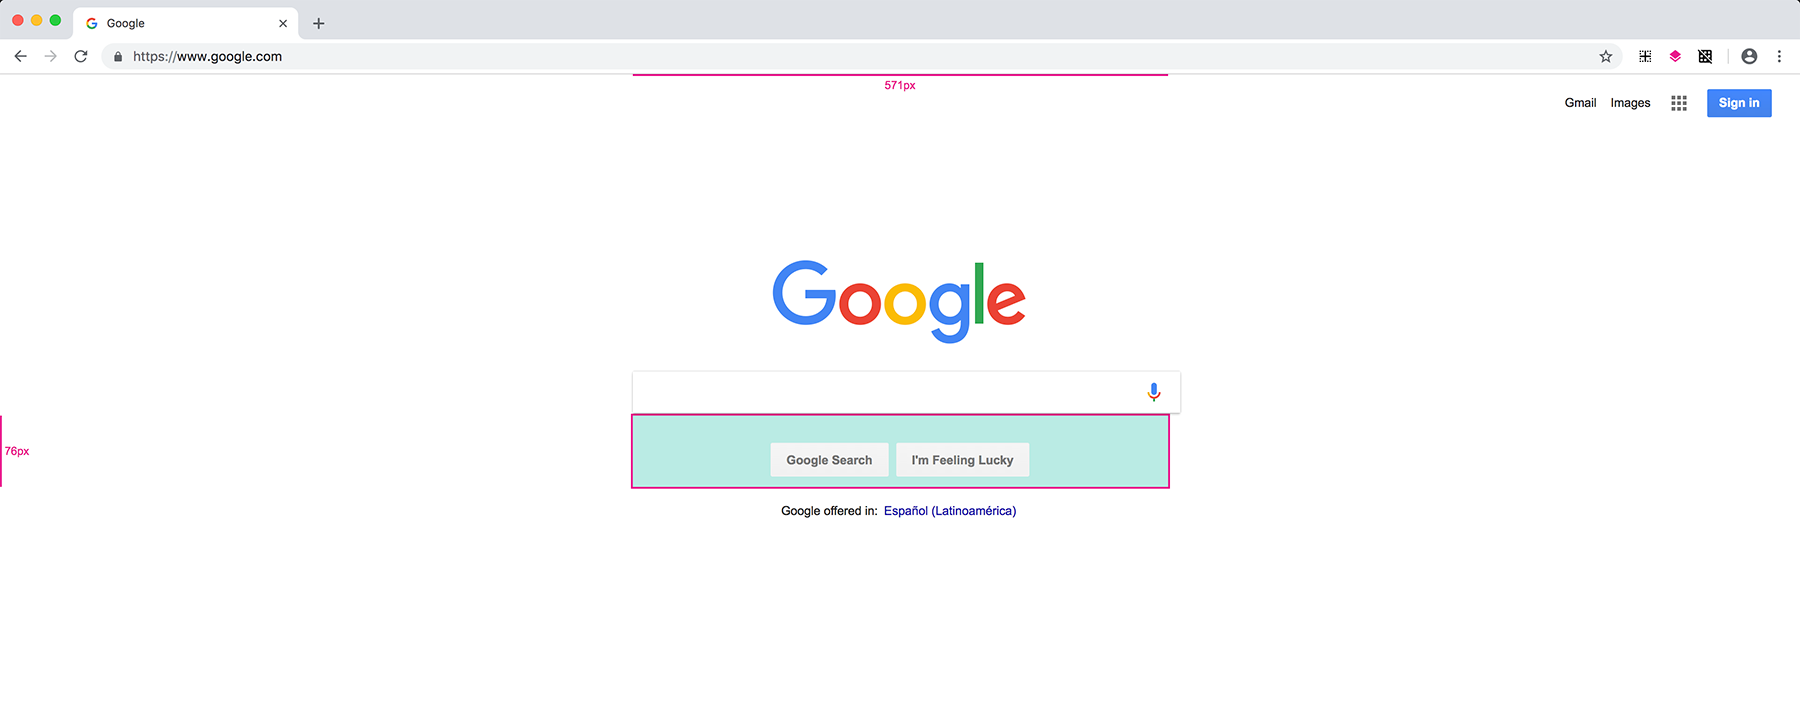 Google
https://www.google.com
571px
Gmail Images Sign in
Google
76px
Google Search I'm Feeling Lucky
Google offered in: Español (Latinoamérica)